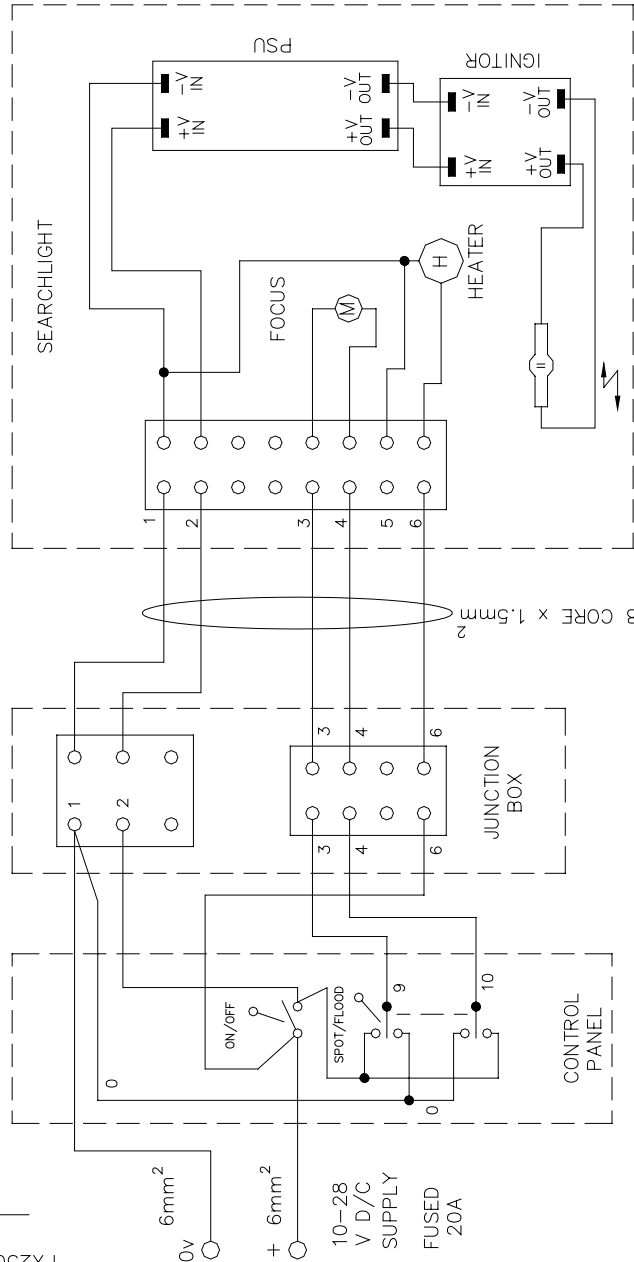 SEARCHLIGHT
PSU
-V
IN
+V
IN
-V
OUT
+V
OUT
IGNITOR
-V
IN
+V
IN
-V
OUT
+V
OUT
FOCUS
M
H
HEATER
1
2
3
4
5
6
CORE x 1.5mm²
1
2
3
4
6
3
4
6
JUNCTION
BOX
ON/OFF
SPOT/FLOOD
9
10
0
0
CONTROL
PANEL
6mm²
0v
+ 6mm²
10-28
V D/C
SUPPLY
FUSED
20A